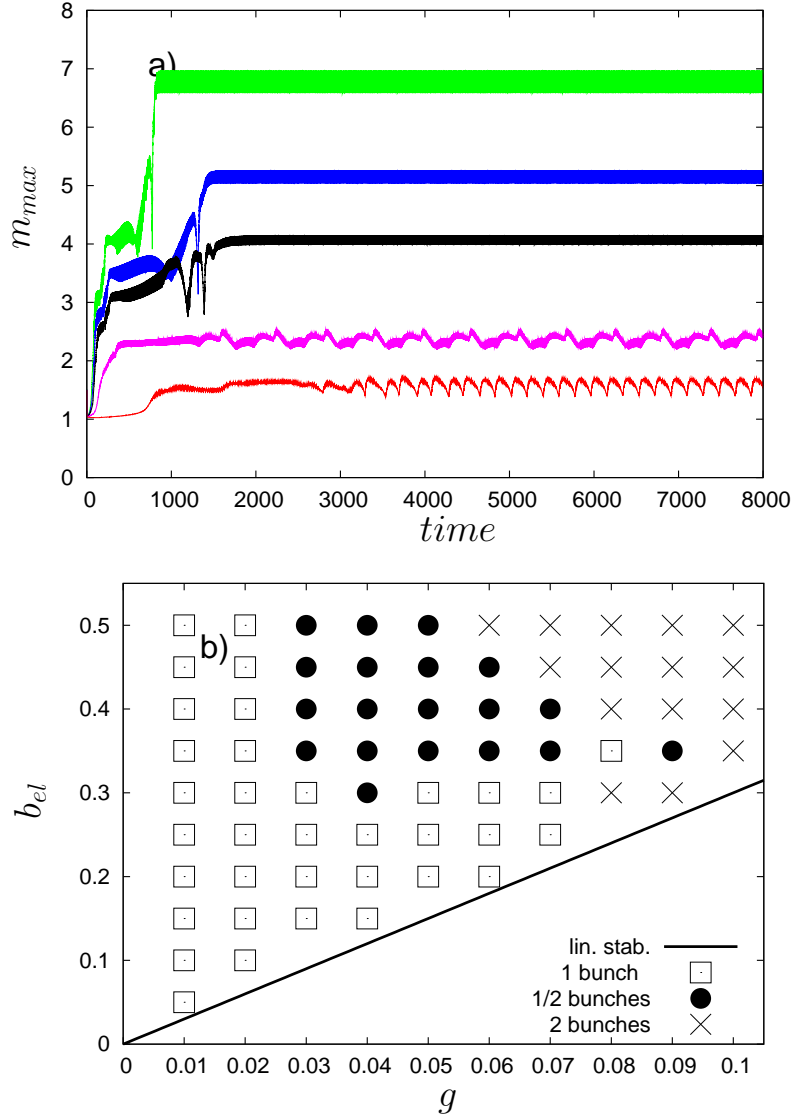 8
a)
7
6
5
4
3
2
1
0
m_max
0 1000 2000 3000 4000 5000 6000 7000 8000
time
0.5
b)
0.4
0.3
0.2
0.1
0
b_el
lin. stab.
1 bunch
1/2 bunches
2 bunches
0 0.01 0.02 0.03 0.04 0.05 0.06 0.07 0.08 0.09 0.1
g